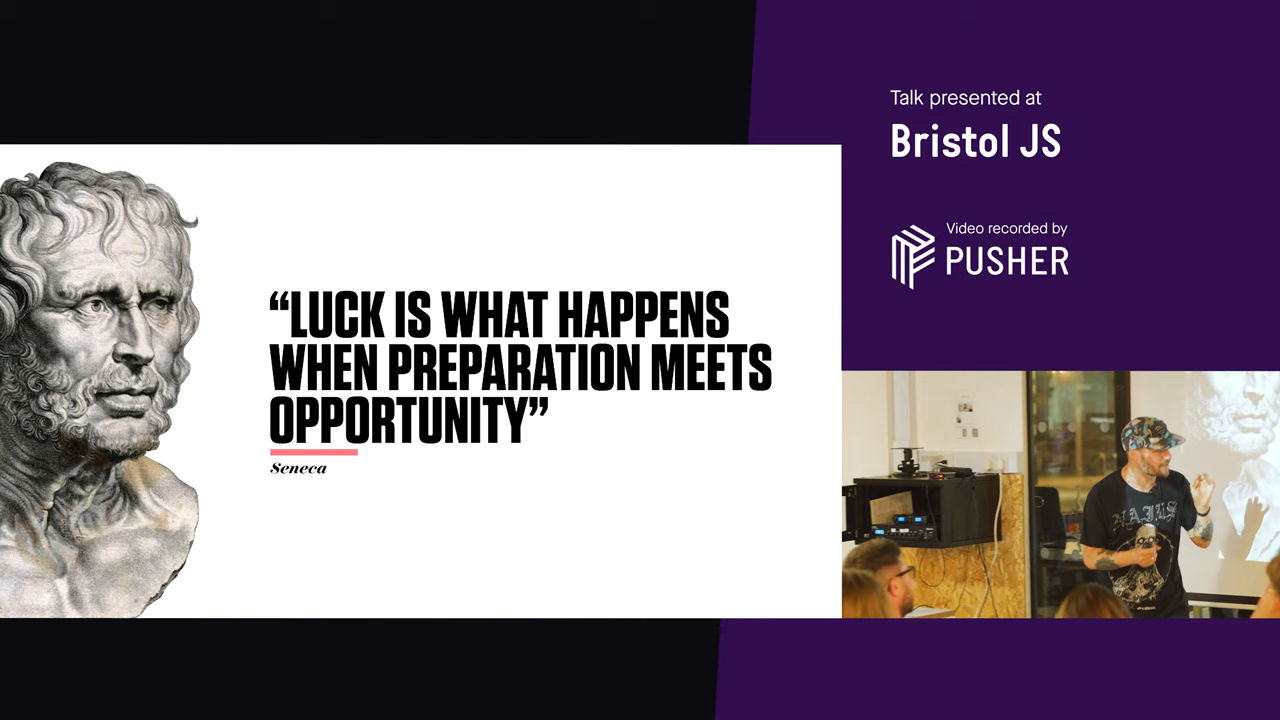 “LUCK IS WHAT HAPPENS
WHEN PREPARATION MEETS
OPPORTUNITY”
Seneca
Talk presented at
Bristol JS
Video recorded by
PUSHER